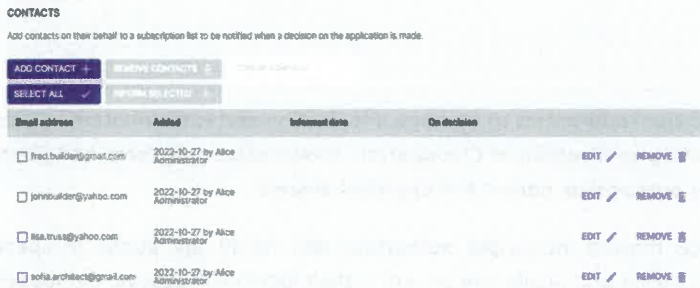 CONTACTS
Add contacts on their behalf to a subscription list to be notified when a decision on the application is made.
ADD CONTACT + REMOVE CONTACTS
SELECT ALL ✓ INFORM SELECTED
Email address Added Informed date On decision
fred.builder@gmail.com 2022-10-27 by Alice Administrator EDIT REMOVE
johnbuilder@yahoo.com 2022-10-27 by Alice Administrator EDIT REMOVE
lisa.truss@yahoo.com 2022-10-27 by Alice Administrator EDIT REMOVE
sofia.architect@gmail.com 2022-10-27 by Alice Administrator EDIT REMOVE